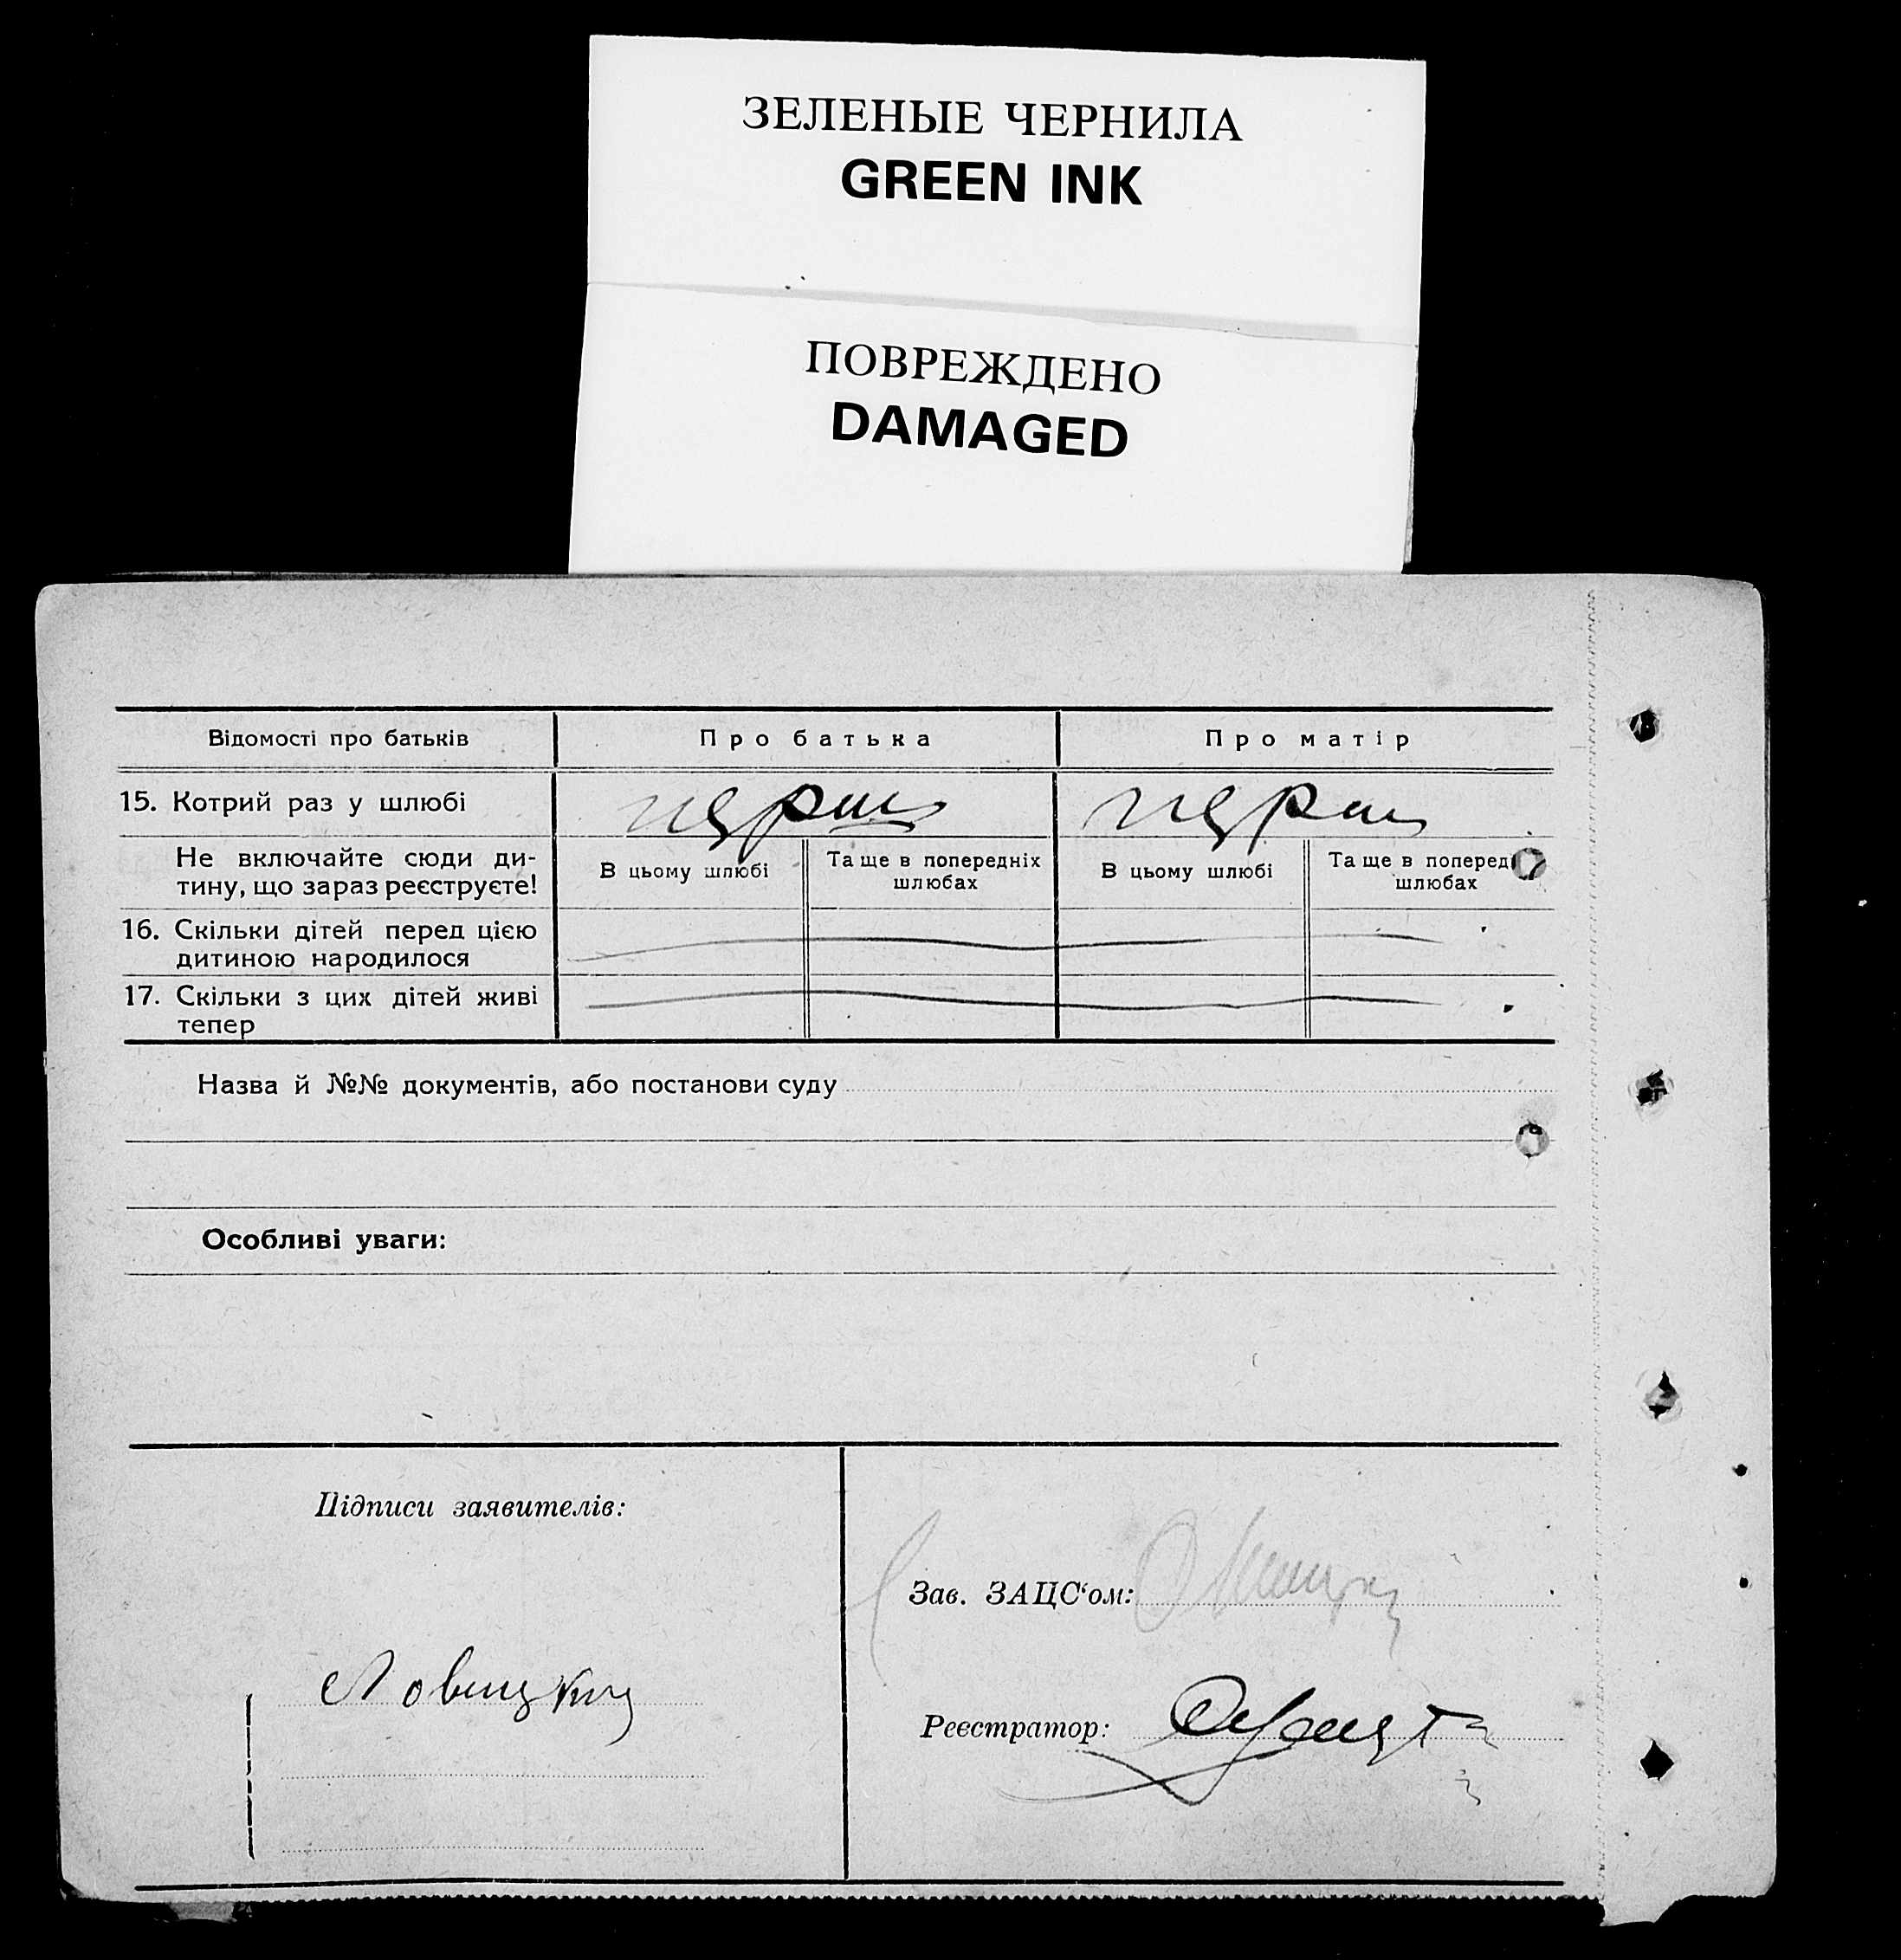 ЗЕЛЕНЫЕ ЧЕРНИЛА
GREEN INK
ПОВРЕЖДЕНО
DAMAGED
Відомості про батьків Про батька Про матір
15. Котрий раз у шлюбі перш перш
Не включайте сюди ди-
тину, що зараз реєструєте!
В цьому шлюбі
Та ще в попередніх
шлюбах
В цьому шлюбі
Та ще в поперед
шлюбах
16. Скільки дітей перед цією
дитиною народилося
17. Скільки з цих дітей живі
тепер
Назва й №№ документів, або постанови суду
Особливі уваги:
Підписи заявителів:
Зав. ЗАЦС‘ом:
Реєстратор: